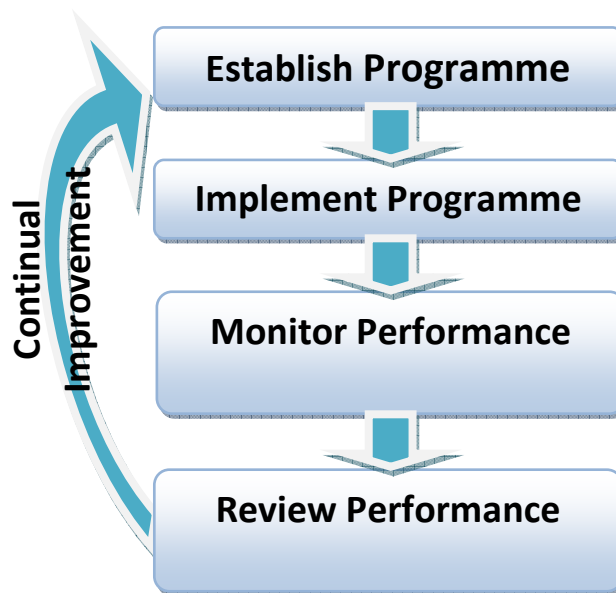 Establish Programme
Implement Programme
Monitor Performance
Review Performance
Continual
Improvement